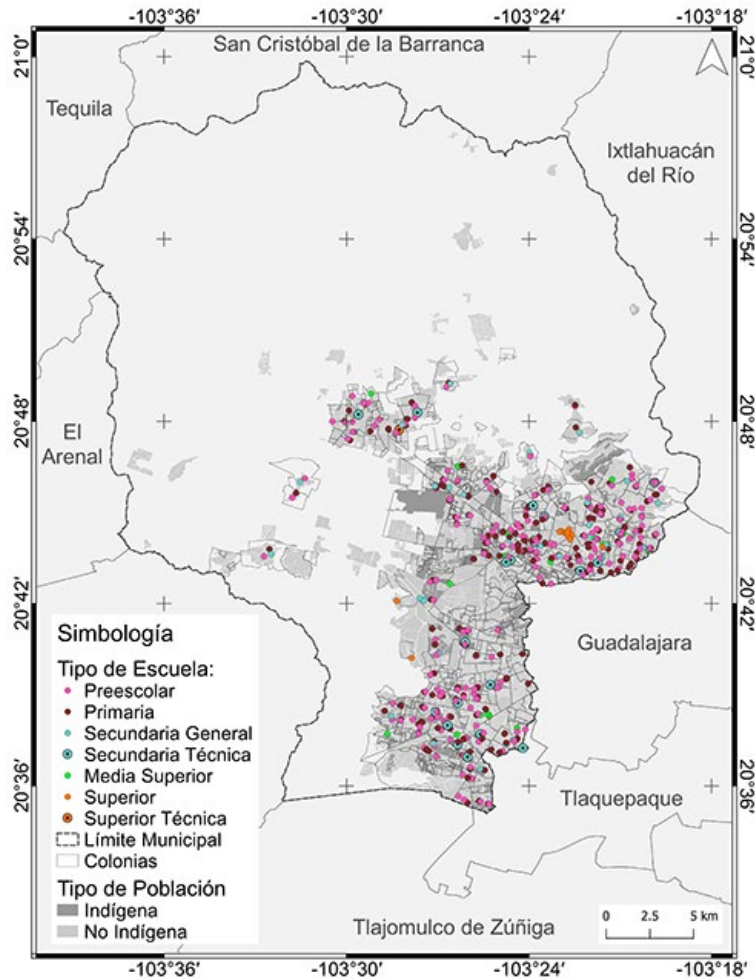 -103°36′ -103°30′ -103°24′ -103°18′
San Cristóbal de la Barranca
21°0′ 21°0′
Tequila
Ixtlahuacán
del Río
20°54′ 20°54′
20°48′ 20°48′
El
Arenal
20°42′ 20°42′
Guadalajara
Simbología
Tipo de Escuela:
Preescolar
Primaria
Secundaria General
Secundaria Técnica
Media Superior
Superior
Superior Técnica
Límite Municipal
Colonias
Tipo de Población
Indígena
No Indígena
20°36′ 20°36′
Tlaquepaque
Tlajomulco de Zúñiga
0 2.5 5 km
-103°36′ -103°30′ -103°24′ -103°18′